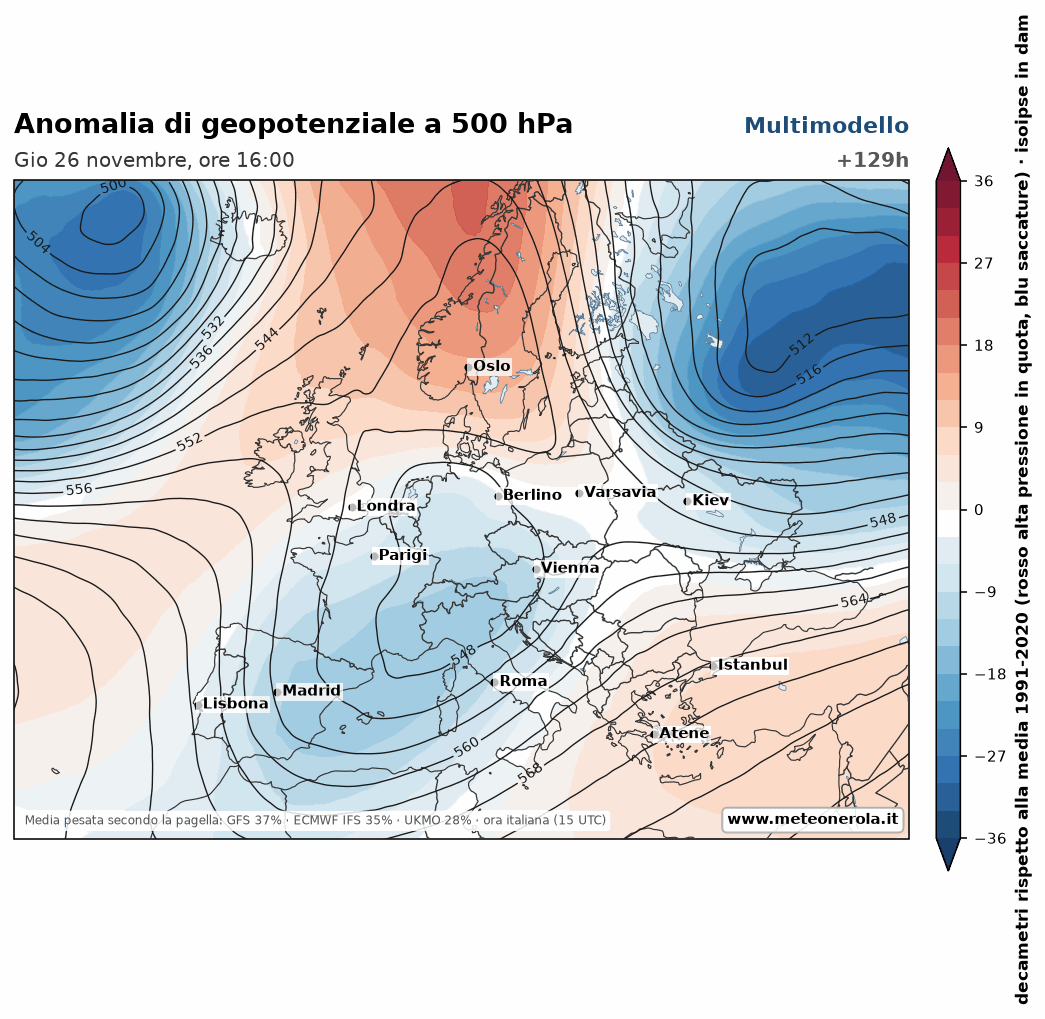 Anomalia di geopotenziale a 500 hPa
Multimodello
Gio 26 novembre, ore 16:00
+129h
500
504
532
536
544
552
556
512
516
548
564
548
560
568
Oslo
Berlino
Varsavia
Kiev
Londra
Parigi
Vienna
Istanbul
Roma
Madrid
Lisbona
Atene
Media pesata secondo la pagella: GFS 37% · ECMWF IFS 35% · UKMO 28% · ora italiana (15 UTC)
www.meteonerola.it
36
27
18
9
0
−9
−18
−27
−36
decametri rispetto alla media 1991-2020 (rosso alta pressione in quota, blu saccature) · isoipse in dam